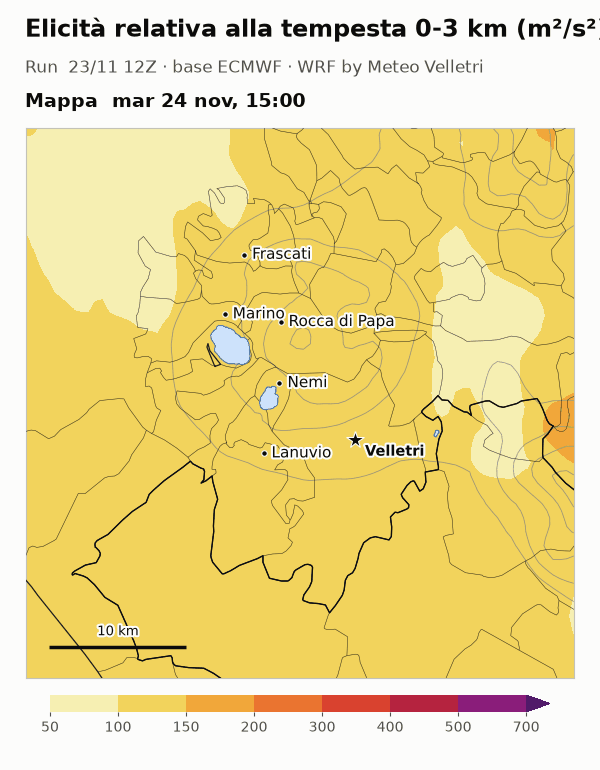 Elicità relativa alla tempesta 0-3 km (m²/s²)
Run 23/11 12Z · base ECMWF · WRF by Meteo Velletri
Mappa mar 24 nov, 15:00
Frascati
Marino
Rocca di Papa
Nemi
Velletri
Lanuvio
10 km
50 100 150 200 300 400 500 700